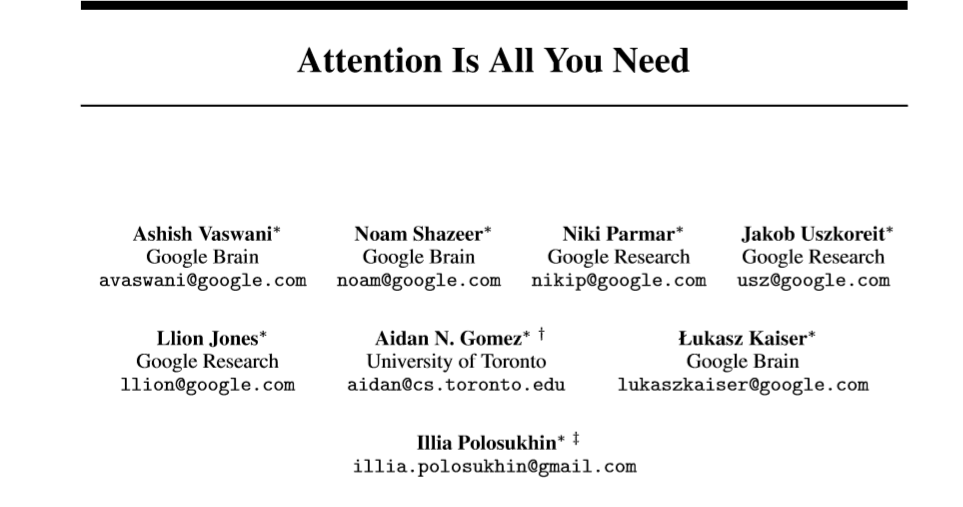 Attention Is All You Need
Ashish Vaswani* Noam Shazeer* Niki Parmar* Jakob Uszkoreit*
Google Brain Google Brain Google Research Google Research
avaswani@google.com noam@google.com nikip@google.com usz@google.com
Llion Jones* Aidan N. Gomez* † Łukasz Kaiser*
Google Research University of Toronto Google Brain
llion@google.com aidan@cs.toronto.edu lukaszkaiser@google.com
Illia Polosukhin* ‡
illia.polosukhin@gmail.com